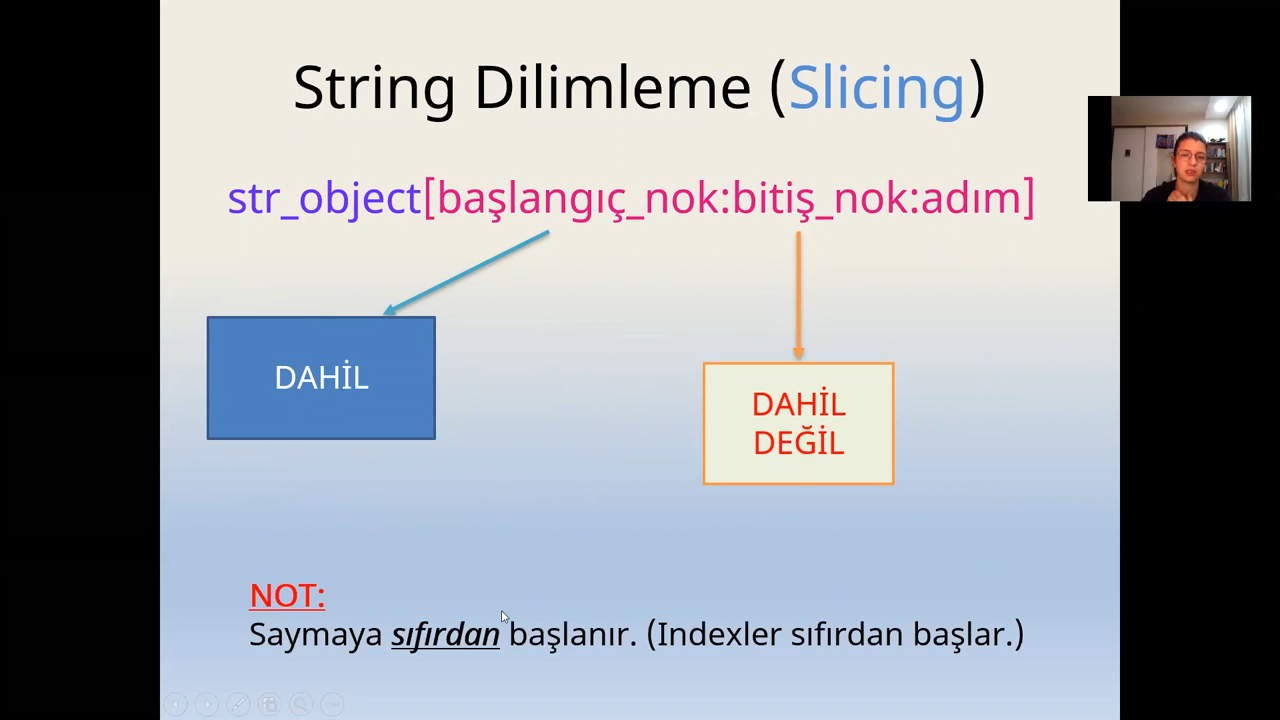 String Dilimleme (Slicing)
str_object[başlangıç_nok:bitiş_nok:adım]
DAHİL
DAHİL
DEĞİL
NOT:
Saymaya sıfırdan başlanır. (Indexler sıfırdan başlar.)